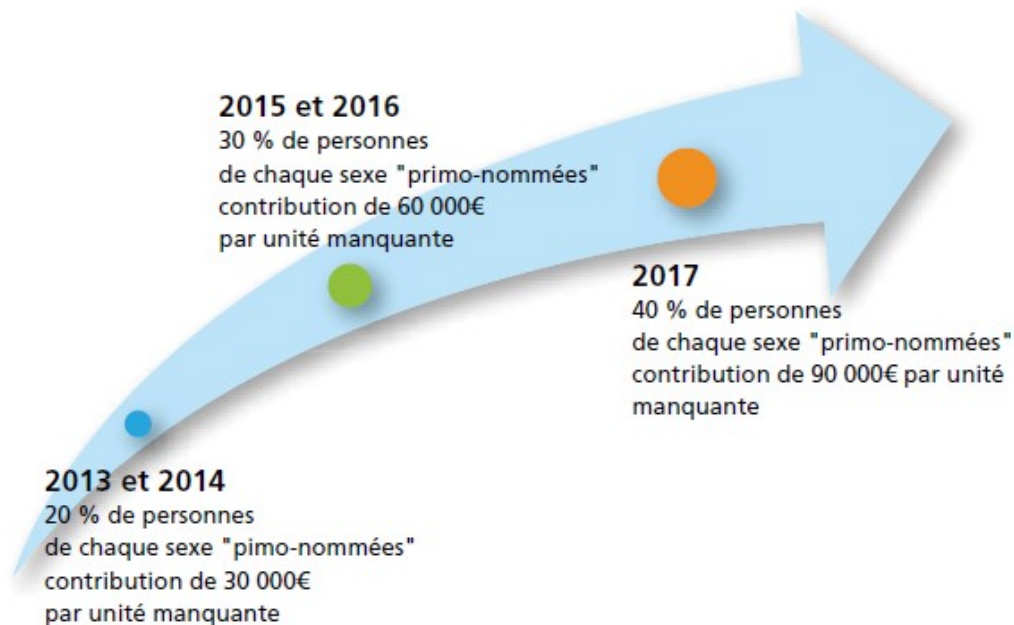 2015 et 2016
30 % de personnes
de chaque sexe "primo-nommées"
contribution de 60 000€
par unité manquante
2017
40 % de personnes
de chaque sexe "primo-nommées"
contribution de 90 000€ par unité
manquante
2013 et 2014
20 % de personnes
de chaque sexe "pimo-nommées"
contribution de 30 000€
par unité manquante